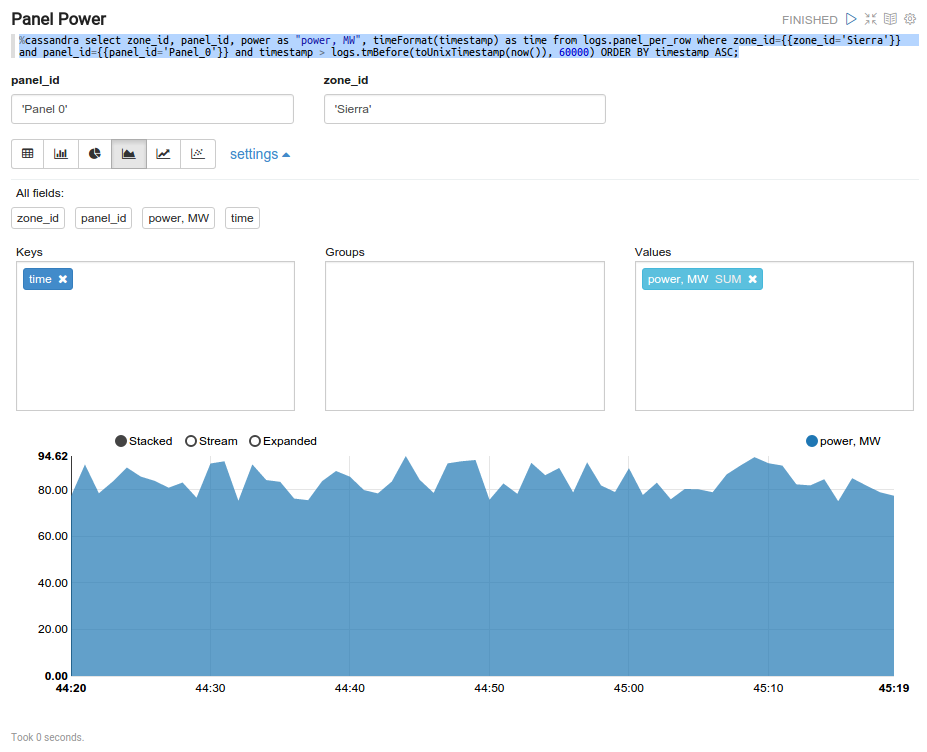 Panel Power
FINISHED
%cassandra select zone_id, panel_id, power as "power, MW", timeFormat(timestamp) as time from logs.panel_per_row where zone_id={{zone_id='Sierra'}}
and panel_id={{panel_id='Panel_0'}} and timestamp > logs.tmBefore(toUnixTimestamp(now()), 60000) ORDER BY timestamp ASC;
panel_id zone_id
'Panel 0' 'Sierra'
settings
All fields:
zone_id panel_id power, MW time
Keys Groups Values
time power, MW SUM
Stacked Stream Expanded power, MW
94.62
80.00
60.00
40.00
20.00
0.00
44:20 44:30 44:40 44:50 45:00 45:10 45:19
Took 0 seconds.